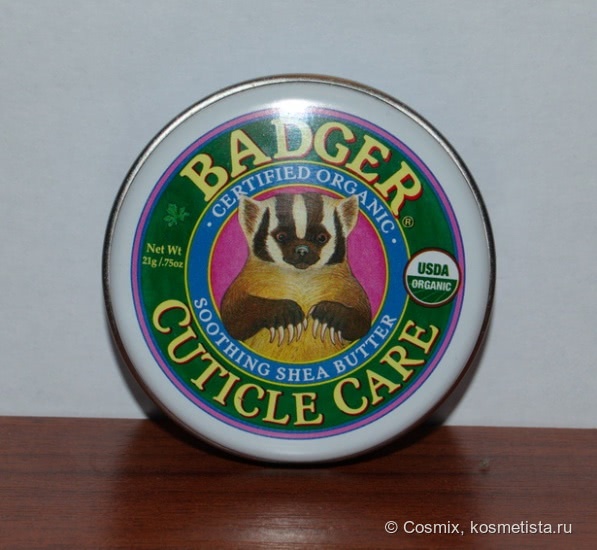 BADGER®
· CERTIFIED ORGANIC ·
Net Wt
21g /.75oz
USDA
ORGANIC
SOOTHING SHEA BUTTER
CUTICLE CARE
© Cosmix, kosmetista.ru